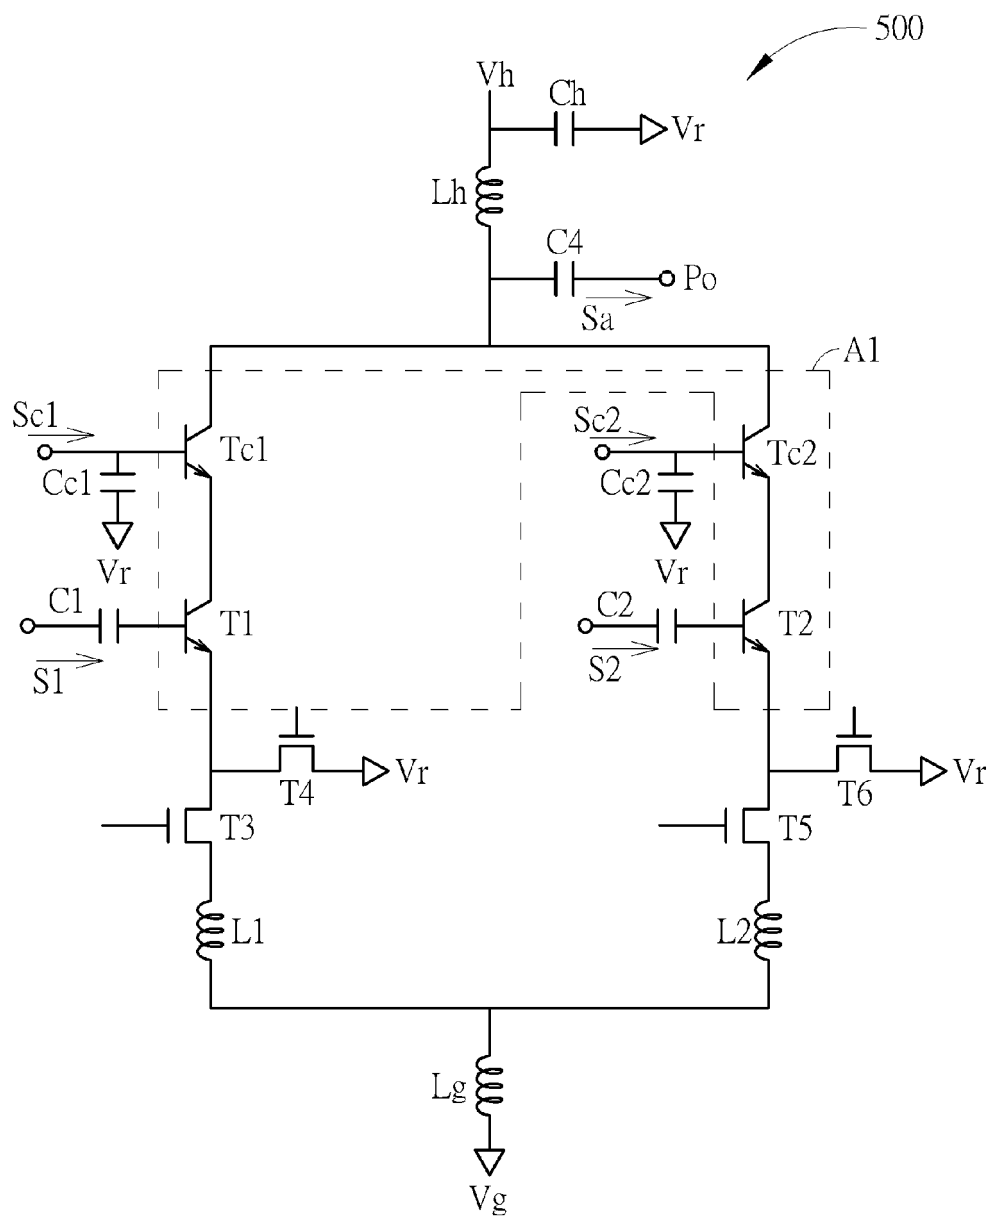 500
Vh
Ch
Vr
Lh
C4
Po
Sa
A1
Sc1
Sc2
Tc1
Tc2
Cc1
Cc2
Vr
Vr
C1
T1
C2
T2
S1
S2
T4
Vr
T6
Vr
T3
T5
L1
L2
Lg
Vg